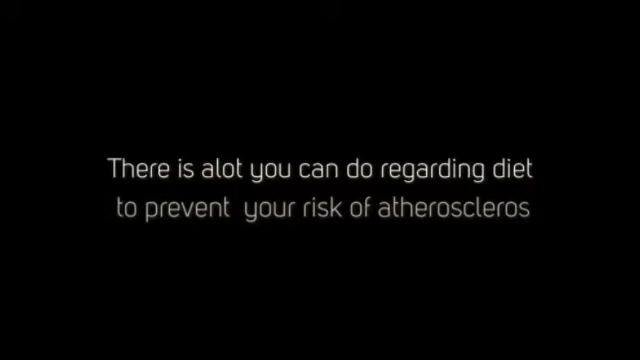 There is alot you can do regarding diet
to prevent your risk of atheroscleros